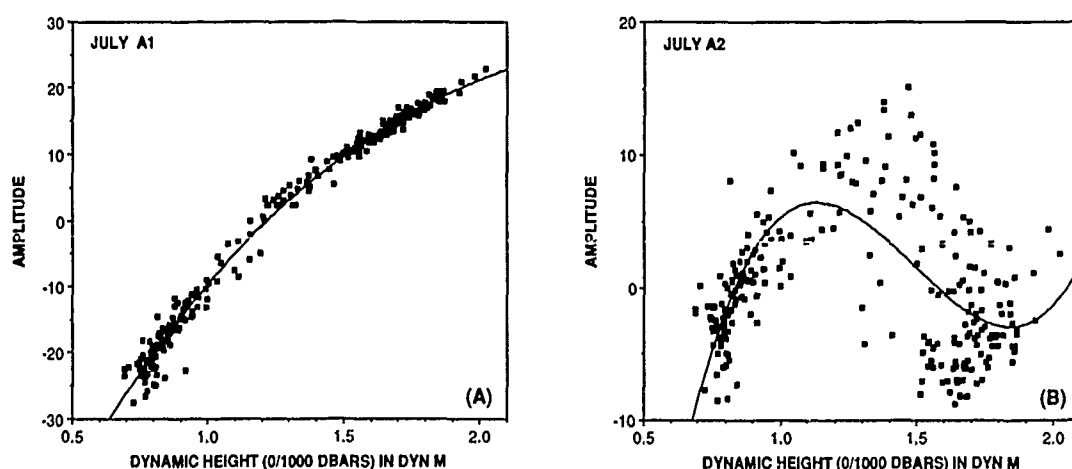 JULY A1
30
20
10
0
-10
-20
-30
AMPLITUDE
(A)
0.5 1.0 1.5 2.0
DYNAMIC HEIGHT (0/1000 DBARS) IN DYN M
JULY A2
20
10
0
-10
AMPLITUDE
(B)
0.5 1.0 1.5 2.0
DYNAMIC HEIGHT (0/1000 DBARS) IN DYN M